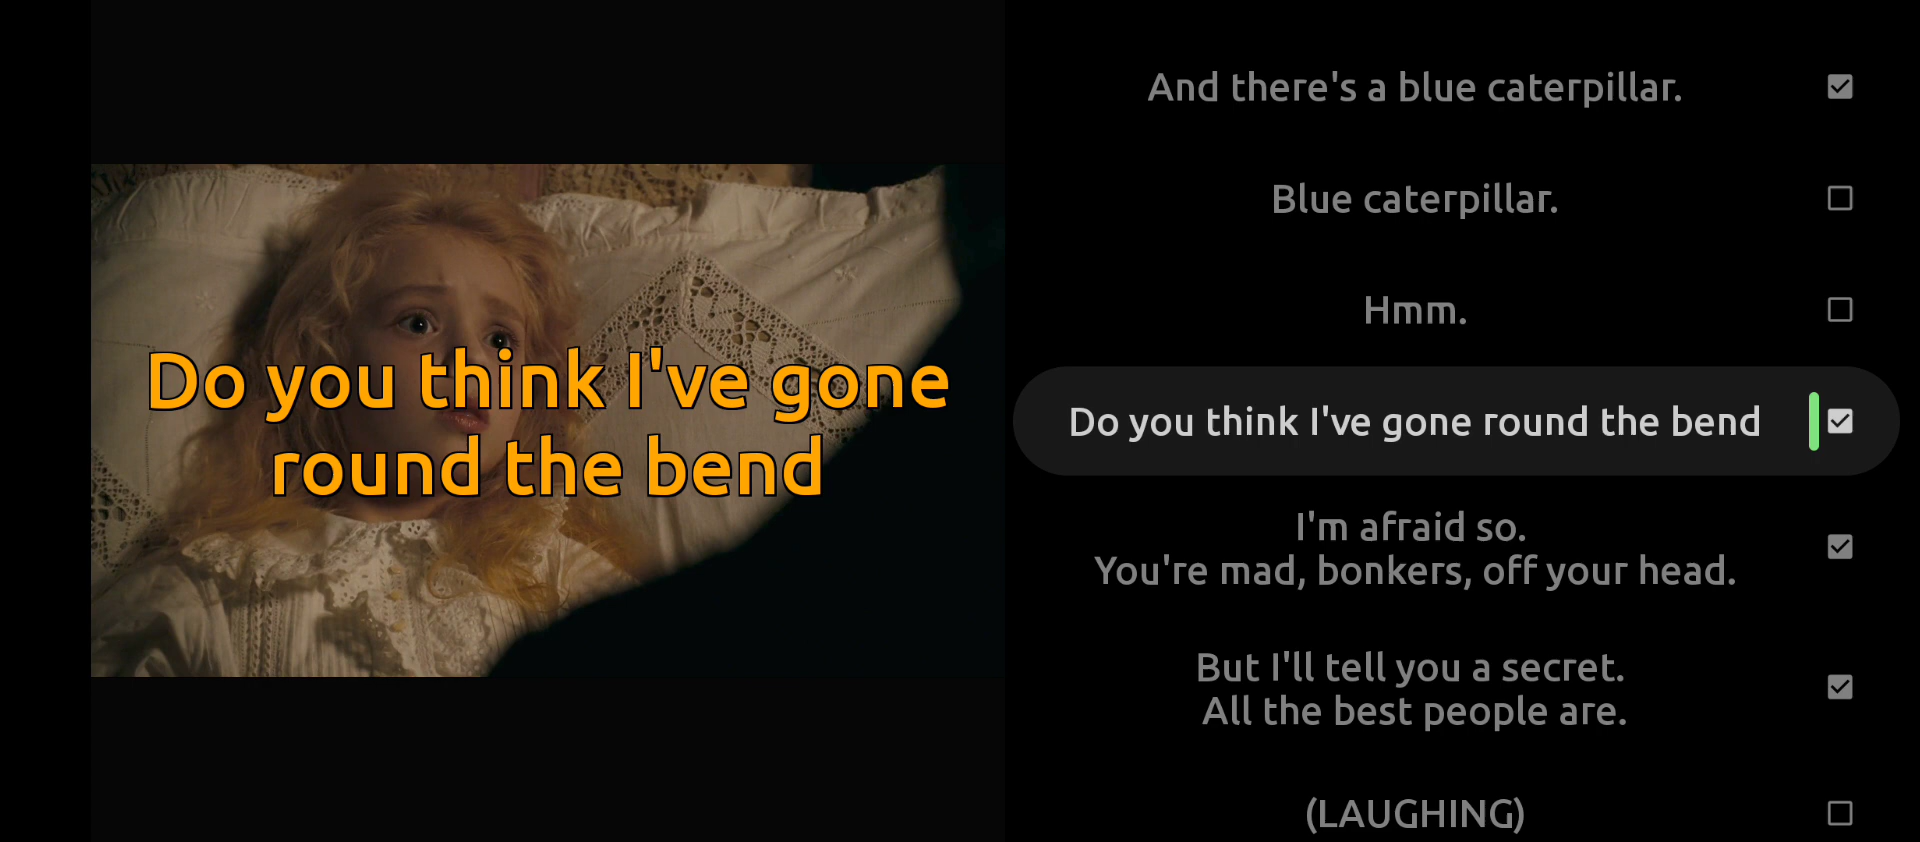 Do you think I've gone
round the bend
And there's a blue caterpillar.
Blue caterpillar.
Hmm.
Do you think I've gone round the bend
I'm afraid so.
You're mad, bonkers, off your head.
But I'll tell you a secret.
All the best people are.
(LAUGHING)